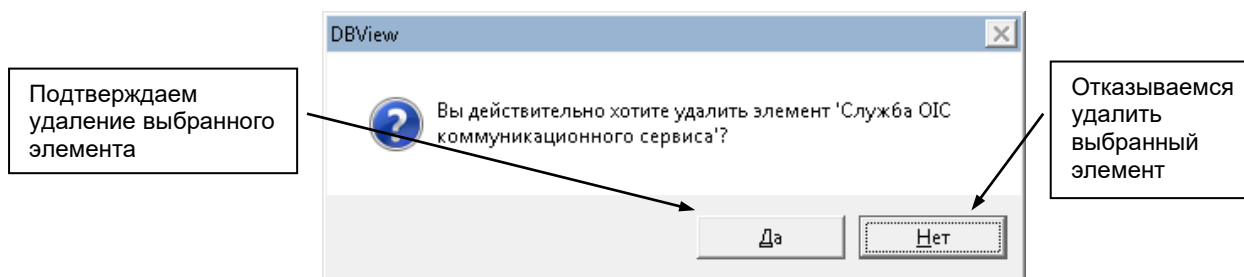 DBView
Подтверждаем
удаление выбранного
элемента
Вы действительно хотите удалить элемент 'Служба OIC
коммуникационного сервиса'?
Отказываемся
удалить
выбранный
элемент
Да
Нет